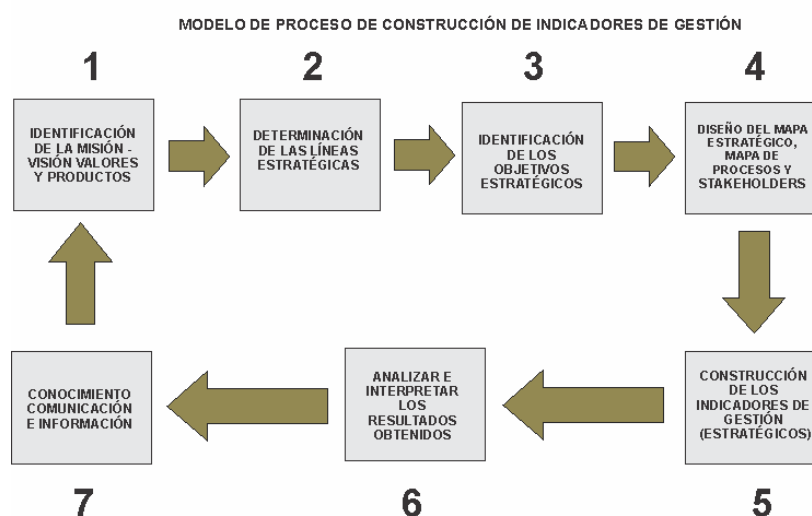 MODELO DE PROCESO DE CONSTRUCCIÓN DE INDICADORES DE GESTIÓN
1
2
3
4
IDENTIFICACIÓN
DE LA MISIÓN -
VISIÓN VALORES
Y PRODUCTOS
DETERMINACIÓN
DE LAS LÍNEAS
ESTRATÉGICAS
IDENTIFICACIÓN
DE LOS
OBJETIVOS
ESTRATÉGICOS
DISEÑO DEL MAPA
ESTRATÉGICO,
MAPA DE
PROCESOS Y
STAKEHOLDERS
CONSTRUCCIÓN
DE LOS
INDICADORES DE
GESTIÓN
(ESTRATÉGICOS)
ANALIZAR E
INTERPRETAR
LOS
RESULTADOS
OBTENIDOS
CONOCIMIENTO
COMUNICACIÓN
E INFORMACIÓN
7
6
5